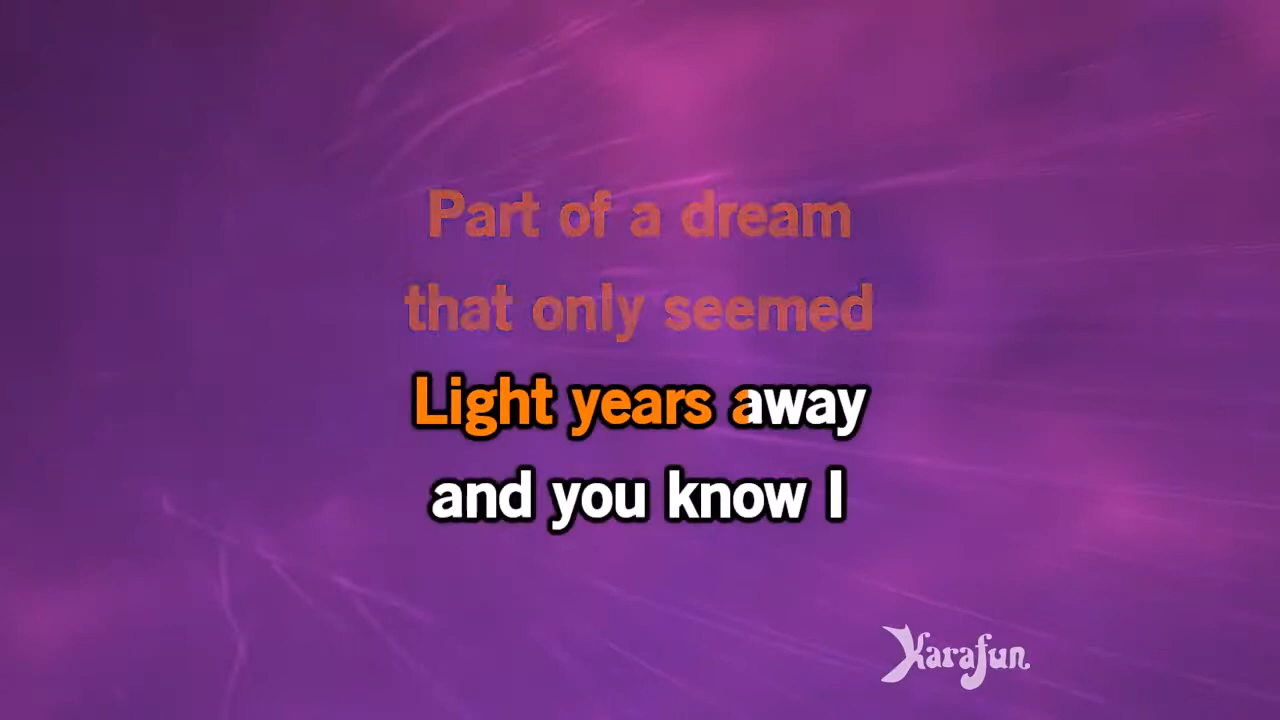 Part of a dream
that only seemed
Light years away
and you know I
Karafun